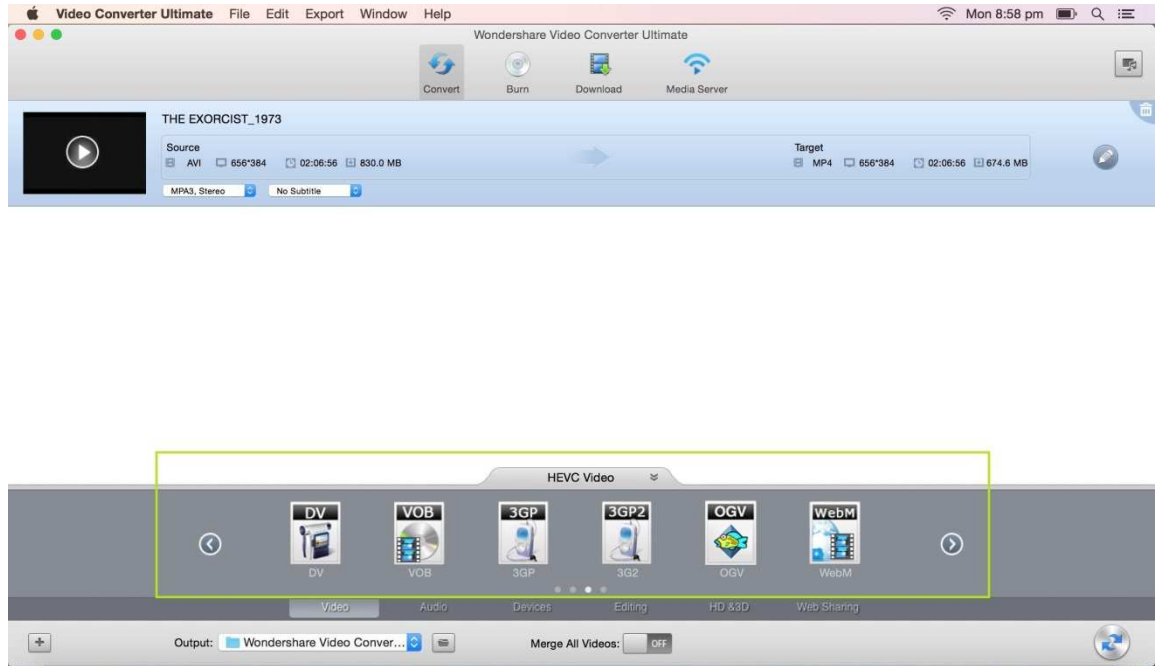 Video Converter Ultimate File Edit Export Window Help Mon 8:58 pm
Wondershare Video Converter Ultimate
Convert Burn Download Media Server
THE EXORCIST_1973
Source
AVI 656*384 02:06:56 830.0 MB
Target
MP4 656*384 02:06:56 674.6 MB
MPA3, Stereo No Subtitle
HEVC Video
DV VOB 3GP 3GP2 OGV WebM
DV VOB 3GP 3G2 OGV WebM
Video Audio Devices Editing HD &3D Web Sharing
Output: Wondershare Video Conver... Merge All Videos: OFF